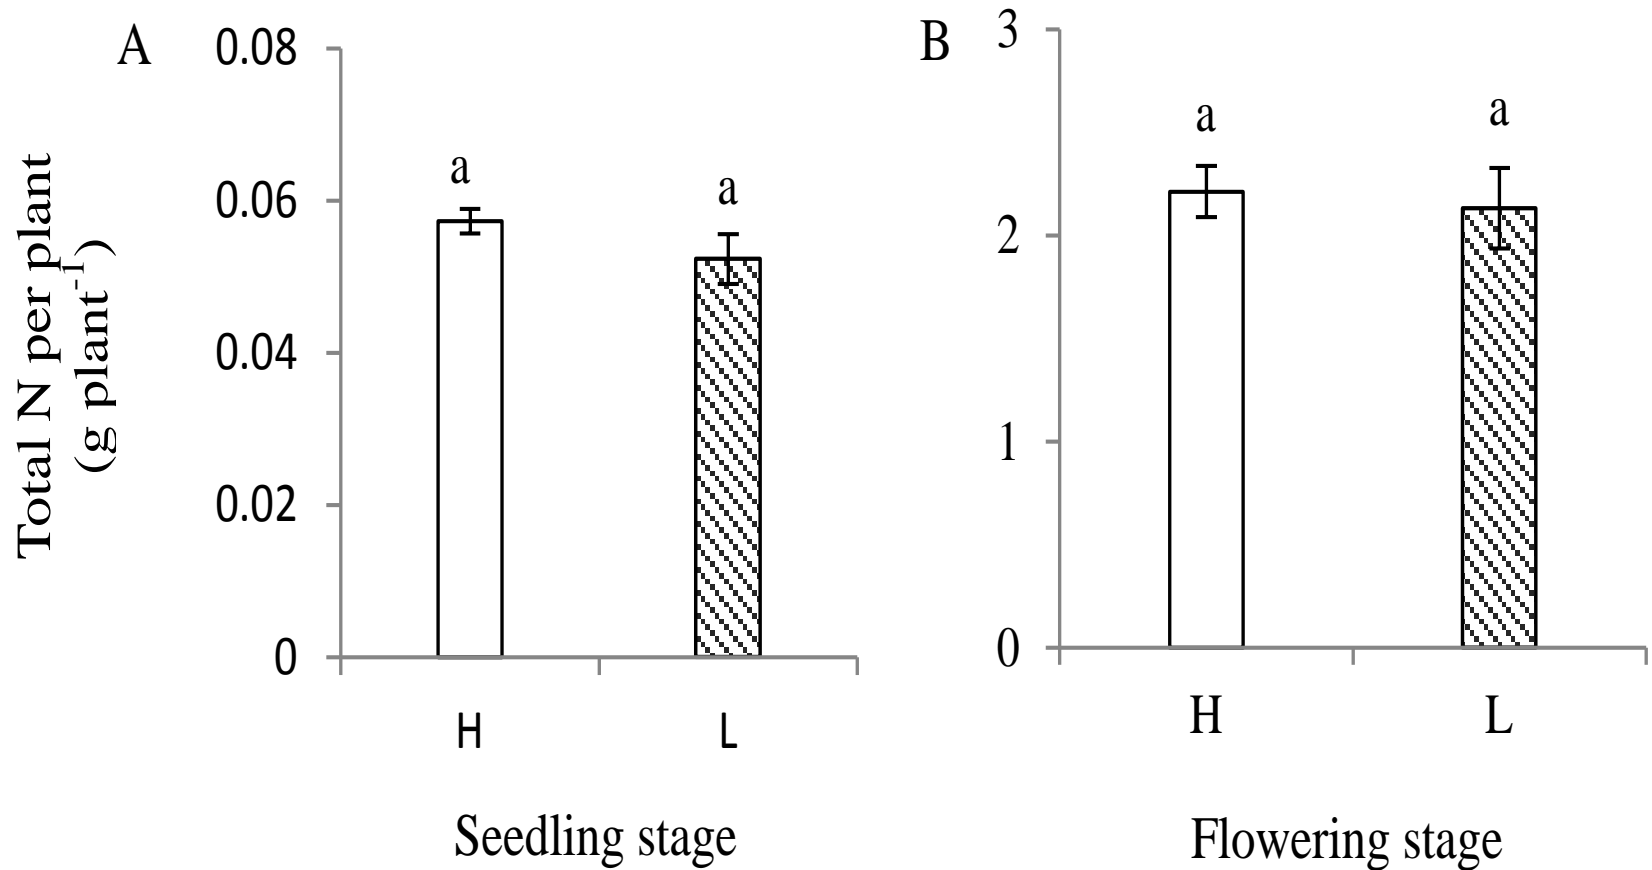 A
Total N per plant
(g plant-1)
0.08
0.06
0.04
0.02
0
a
a
H
L
Seedling stage
B
3
2
1
0
a
a
H
L
Flowering stage